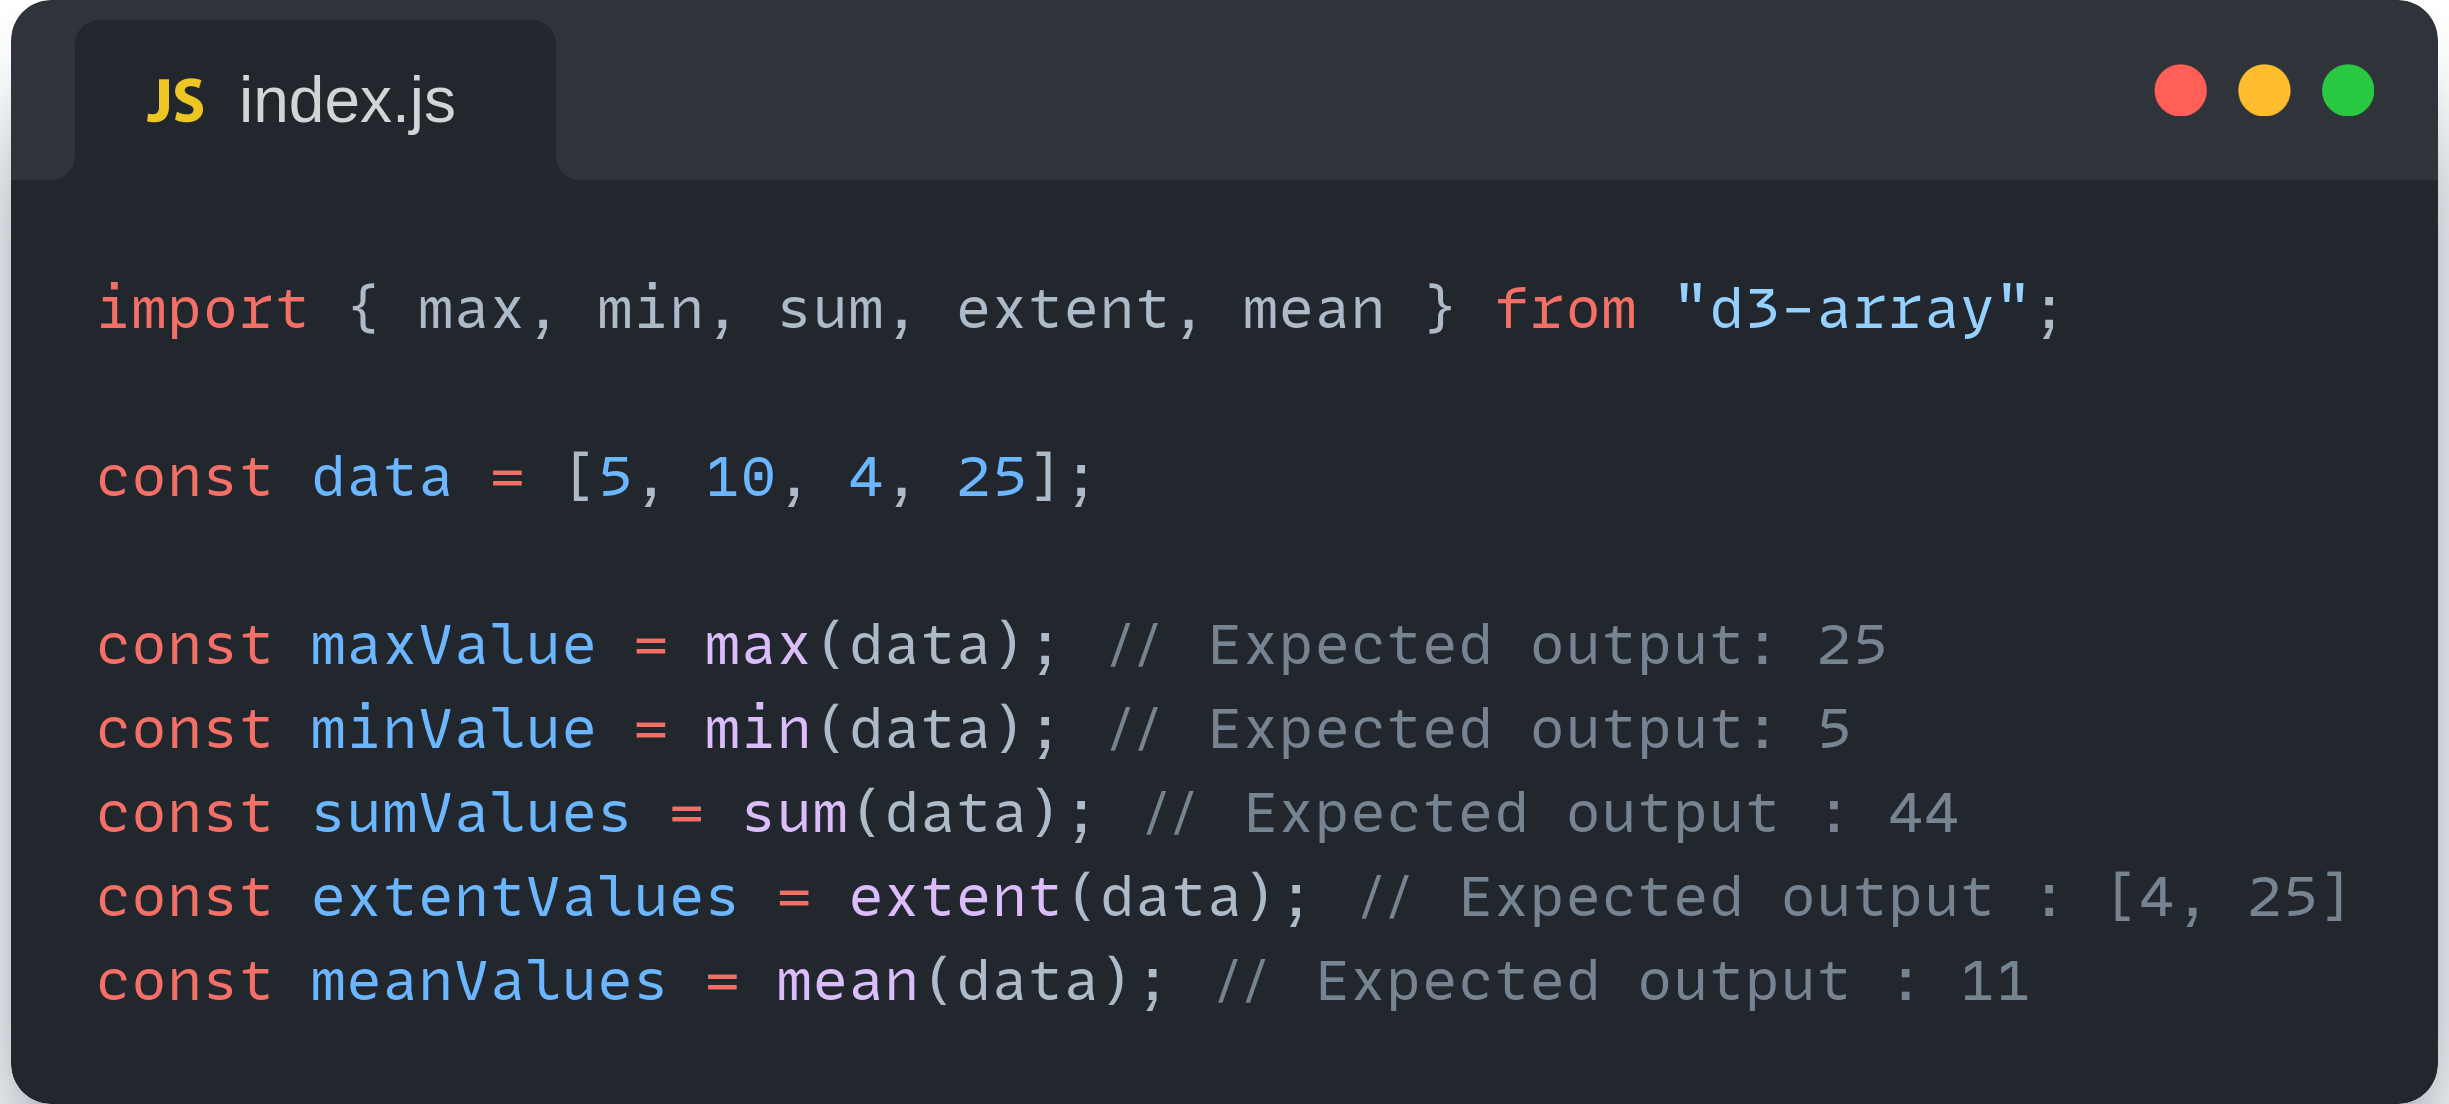 JS index.js
import { max, min, sum, extent, mean } from "d3-array";
const data = [5, 10, 4, 25];
const maxValue = max(data); // Expected output: 25
const minValue = min(data); // Expected output: 5
const sumValues = sum(data); // Expected output : 44
const extentValues = extent(data); // Expected output : [4, 25]
const meanValues = mean(data); // Expected output : 11